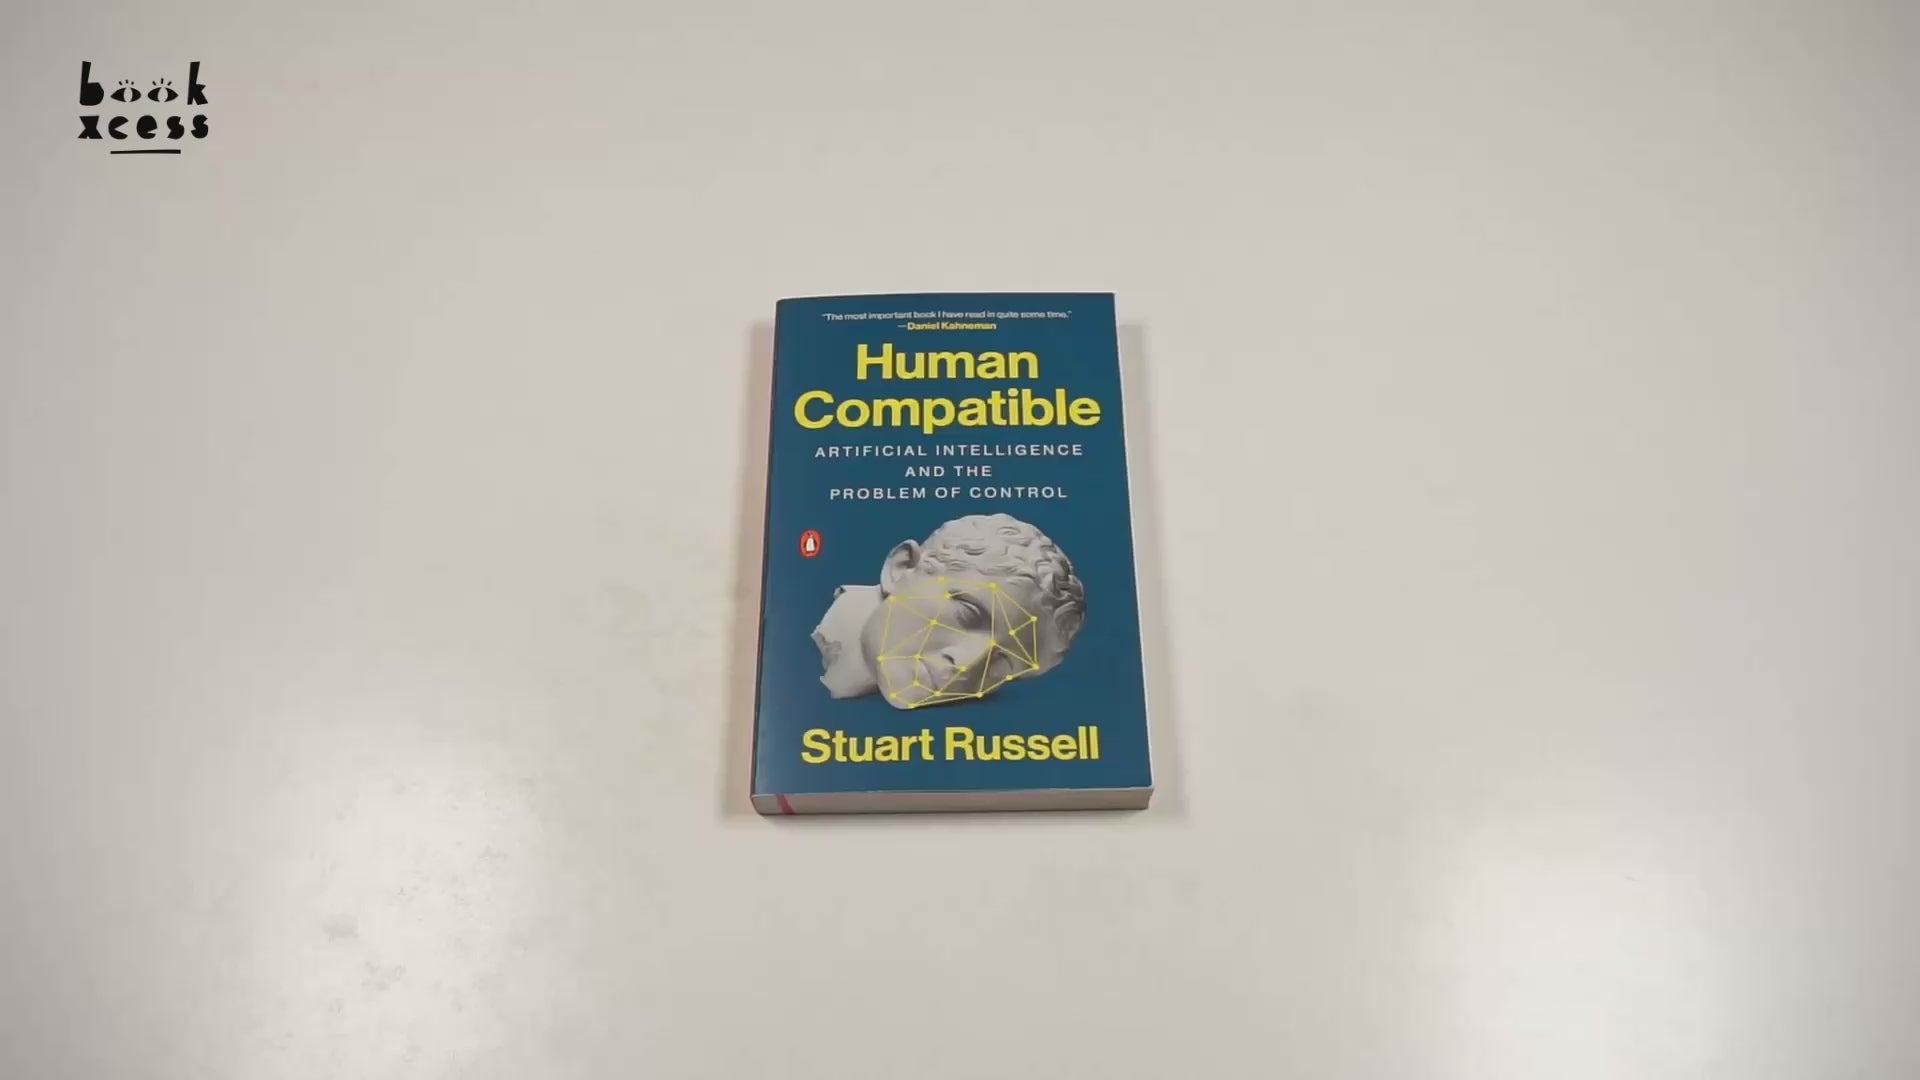 book
xcess
"The most important book I have read in quite some time."
—Daniel Kahneman
Human
Compatible
ARTIFICIAL INTELLIGENCE
AND THE
PROBLEM OF CONTROL
Stuart Russell